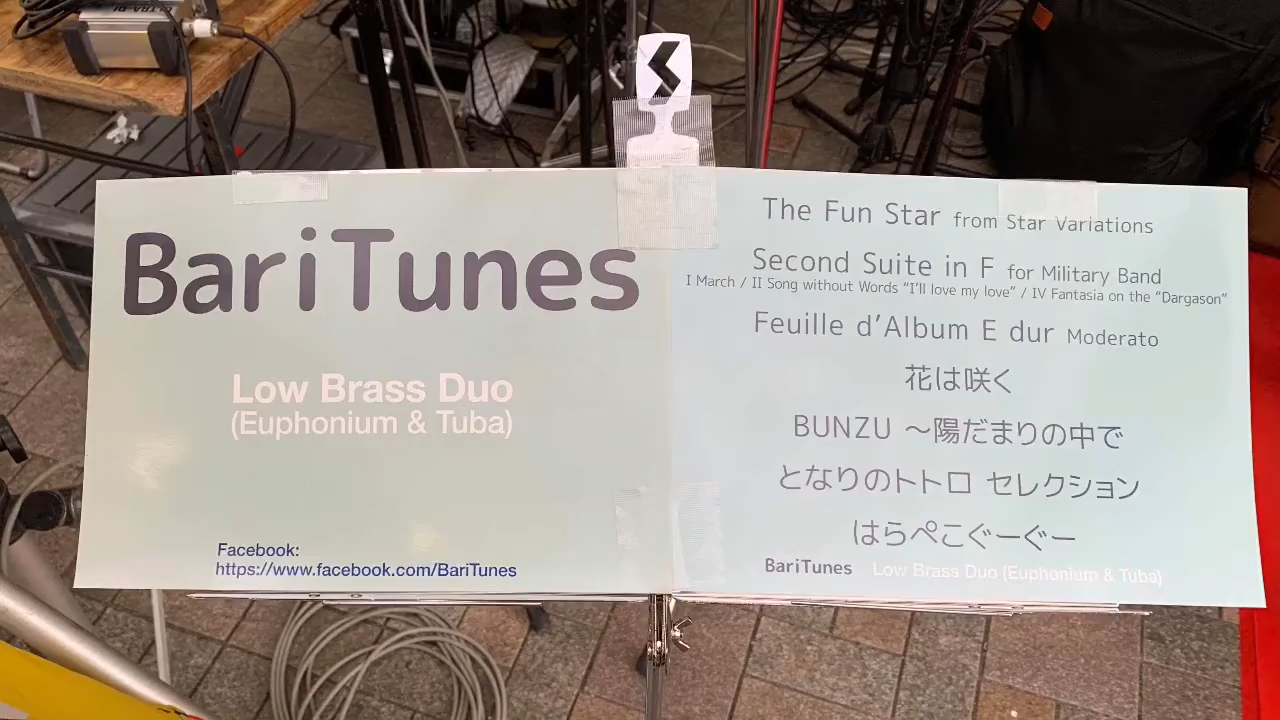 BariTunes
Low Brass Duo
(Euphonium & Tuba)
Facebook:
https://www.facebook.com/BariTunes
The Fun Star from Star Variations
Second Suite in F for Military Band
I March / II Song without Words “I’ll love my love” / IV Fantasia on the “Dargason”
Feuille d’Album E dur Moderato
花は咲く
BUNZU 〜陽だまりの中で
となりのトトロ セレクション
はらぺこぐーぐー
BariTunes Low Brass Duo (Euphonium & Tuba)